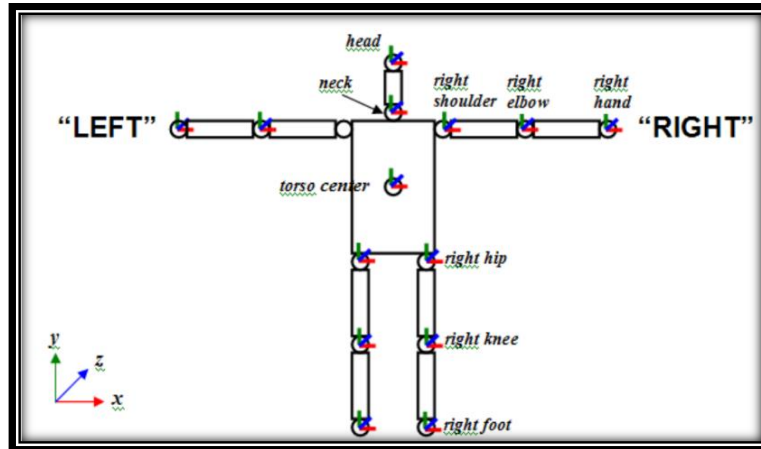 head
neck
right
shoulder
right
elbow
right
hand
“LEFT”
“RIGHT”
torso center
right hip
right knee
right foot
y
z
x